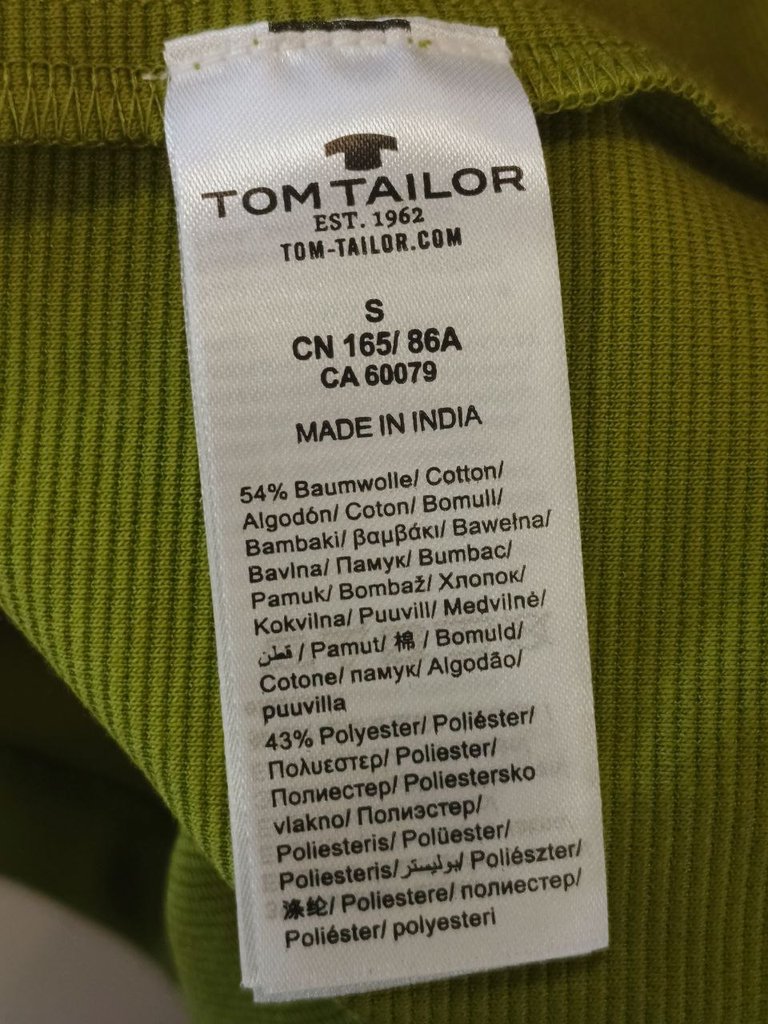 TOM TAILOR
EST. 1962
TOM-TAILOR.COM
S
CN 165/ 86A
CA 60079
MADE IN INDIA
54% Baumwolle/ Cotton/
Algodón/ Coton/ Bomull/
Bambaki/ βαμβάκι/ Bawełna/
Bavlna/ Памук/ Bumbac/
Pamuk/ Bombaž/ Хлопок/
Kokvilna/ Puuvill/ Medvilnė/
قطن / Pamut/ 棉 / Bomuld/
Cotone/ памук/ Algodão/
puuvilla
43% Polyester/ Poliéster/
Πολυεστερ/ Poliester/
Полиестер/ Poliestersko
vlakno/ Полиэстер/
Poliesteris/ Polüester/
Poliesteris/ بوليستر/ Poliészter/
涤纶/ Poliestere/ полиестер/
Poliéster/ polyesteri